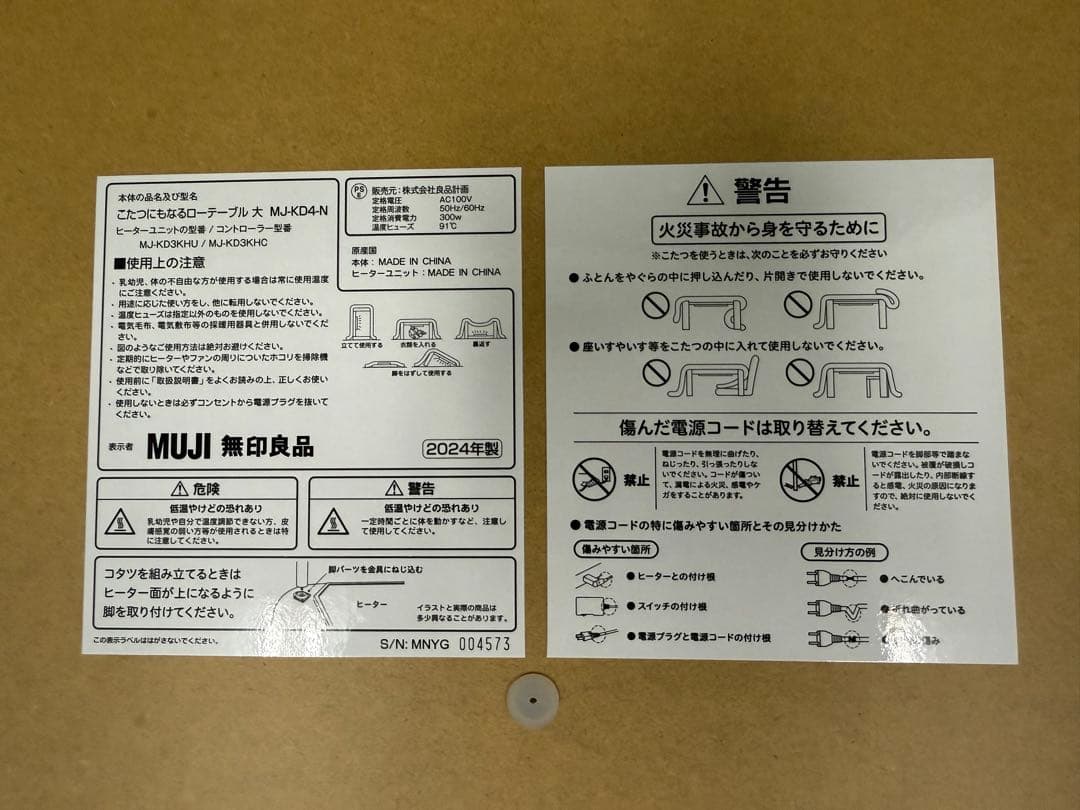 本体の品名及び型名
こたつにもなるローテーブル 大 MJ-KD4-N
ヒーターユニットの型番 / コントローラー型番
MJ-KD3KHU / MJ-KD3KHC
■使用上の注意
・乳幼児、体の不自由な方が使用する場合は常に使用温度
にご注意ください。
・用途に応じた使い方をし、他に転用しないでください。
・温度ヒューズは指定以外のものを使用しないでください。
・電気毛布、電気敷布等の採暖用器具と併用しないでくだ
さい。
・図のようなご使用方法は絶対お避けください。
・定期的にヒーターやファンの周りについたホコリを掃除機
などで取り除いてください。
・使用前に「取扱説明書」をよくお読みの上、正しくお使い
ください。
・使用しないときは必ずコンセントから電源プラグを抜いて
ください。
PS
E
販売元:株式会社良品計画
定格電圧 AC100V
定格周波数 50Hz/60Hz
定格消費電力 300w
温度ヒューズ 91℃
原産国
本体:MADE IN CHINA
ヒーターユニット:MADE IN CHINA
立てて使用する
衣類を入れる
裏返す
脚をはずして使用する
表示者 MUJI 無印良品
2024年製
危険
低温やけどの恐れあり
乳幼児や自分で温度調節できない方、皮
膚感覚の弱い方等が使用されるときは特
に注意してください。
警告
低温やけどの恐れあり
一定時間ごとに体を動かすなど、注意し
て使用してください。
コタツを組み立てるときは
ヒーター面が上になるように
脚を取り付けてください。
脚パーツを金具にねじ込む
ヒーター
イラストと実際の商品は
多少異なることがあります。
この表示ラベルははがさないでください。
S/N: MNYG 004573
警告
火災事故から身を守るために
※こたつを使うときは、次のことを必ずお守りください
●ふとんをやぐらの中に押し込んだり、片開きで使用しないでください。
●座いすやいす等をこたつの中に入れて使用しないでください。
傷んだ電源コードは取り替えてください。
禁止
電源コードを無理に曲げたり、
ねじったり、引っ張ったりしな
いでください。コードが傷つい
て、漏電による火災、感電やケ
ガをすることがあります。
禁止
電源コードを脚部等で踏まな
いでください。被覆が破損しコ
ードが露出したり、内部断線す
ると感電、火災の原因になりま
すので、絶対に使用しないでく
ださい。
●電源コードの特に傷みやすい箇所とその見分けかた
傷みやすい箇所
●ヒーターとの付け根
●スイッチの付け根
●電源プラグと電源コードの付け根
見分け方の例
●へこんでいる
●折れ曲がっている
傷み